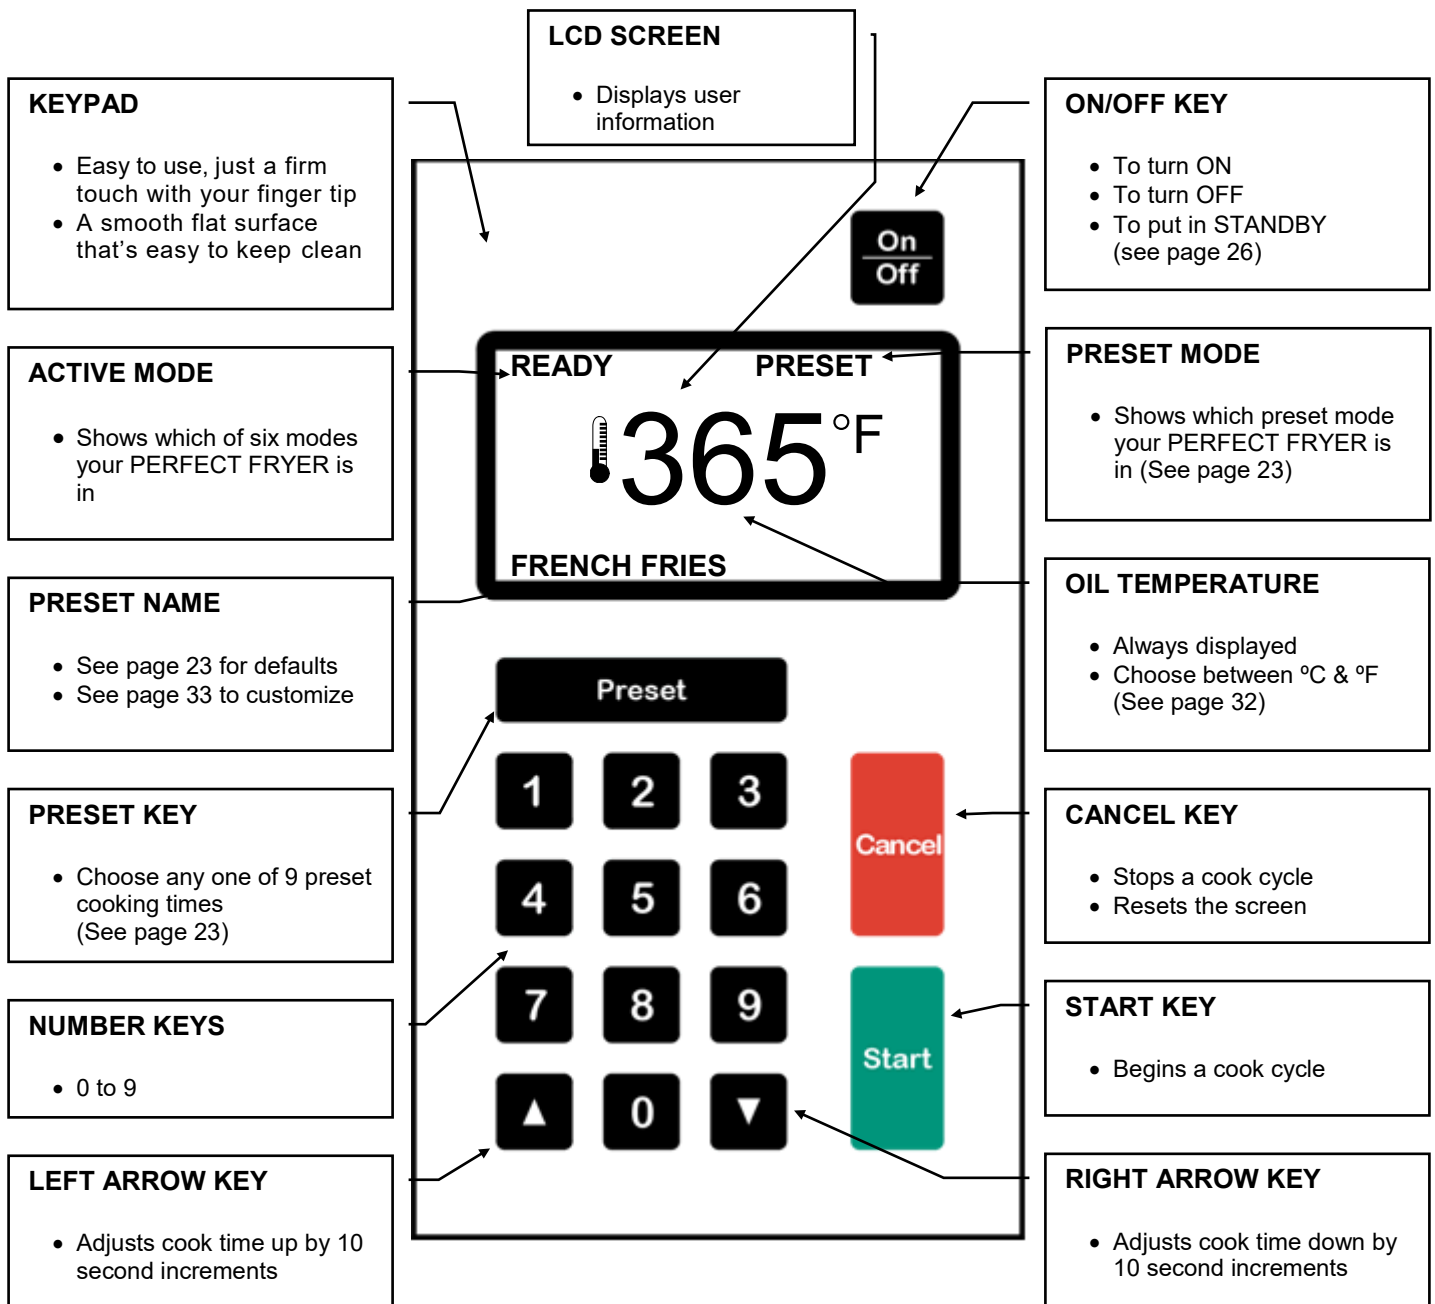 LCD SCREEN
• Displays user
information
KEYPAD
• Easy to use, just a firm
touch with your finger tip
• A smooth flat surface
that's easy to keep clean
ON/OFF KEY
• To turn ON
• To turn OFF
• To put in STANDBY
(see page 26)
On
Off
ACTIVE MODE
• Shows which of six modes
your PERFECT FRYER is
in
READY PRESET
365°F
FRENCH FRIES
PRESET MODE
• Shows which preset mode
your PERFECT FRYER is
in (See page 23)
PRESET NAME
• See page 23 for defaults
• See page 33 to customize
OIL TEMPERATURE
• Always displayed
• Choose between ºC & ºF
(See page 32)
Preset
PRESET KEY
• Choose any one of 9 preset
cooking times
(See page 23)
1 2 3
4 5 6
7 8 9
▲ 0 ▼
Cancel
Start
CANCEL KEY
• Stops a cook cycle
• Resets the screen
NUMBER KEYS
• 0 to 9
START KEY
• Begins a cook cycle
LEFT ARROW KEY
• Adjusts cook time up by 10
second increments
RIGHT ARROW KEY
• Adjusts cook time down by
10 second increments